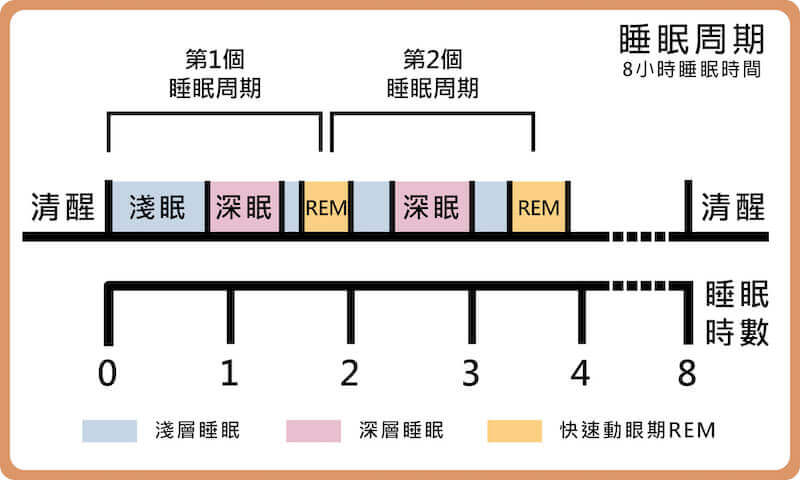 睡眠周期
8小時睡眠時間
第1個
睡眠周期
第2個
睡眠周期
清醒
淺眠
深眠
REM
深眠
REM
清醒
睡眠
時數
0 1 2 3 4 8
淺層睡眠
深層睡眠
快速動眼期REM